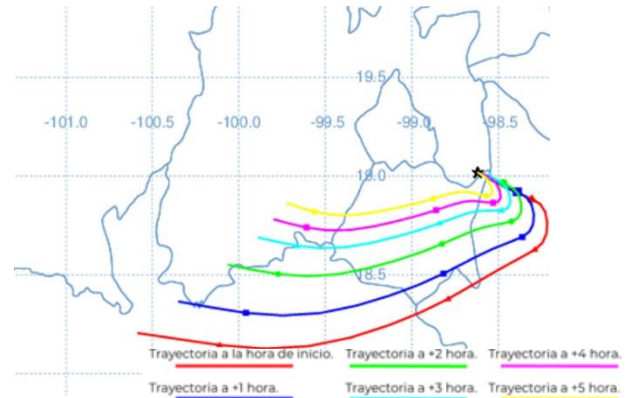 19.5
-101.0 -100.5 -100.0 -99.5 -99.0 -98.5
19.0
18.5
Trayectoria a la hora de inicio. Trayectoria a +2 hora. Trayectoria a +4 hora.
Trayectoria a +1 hora. Trayectoria a +3 hora. Trayectoria a +5 hora.